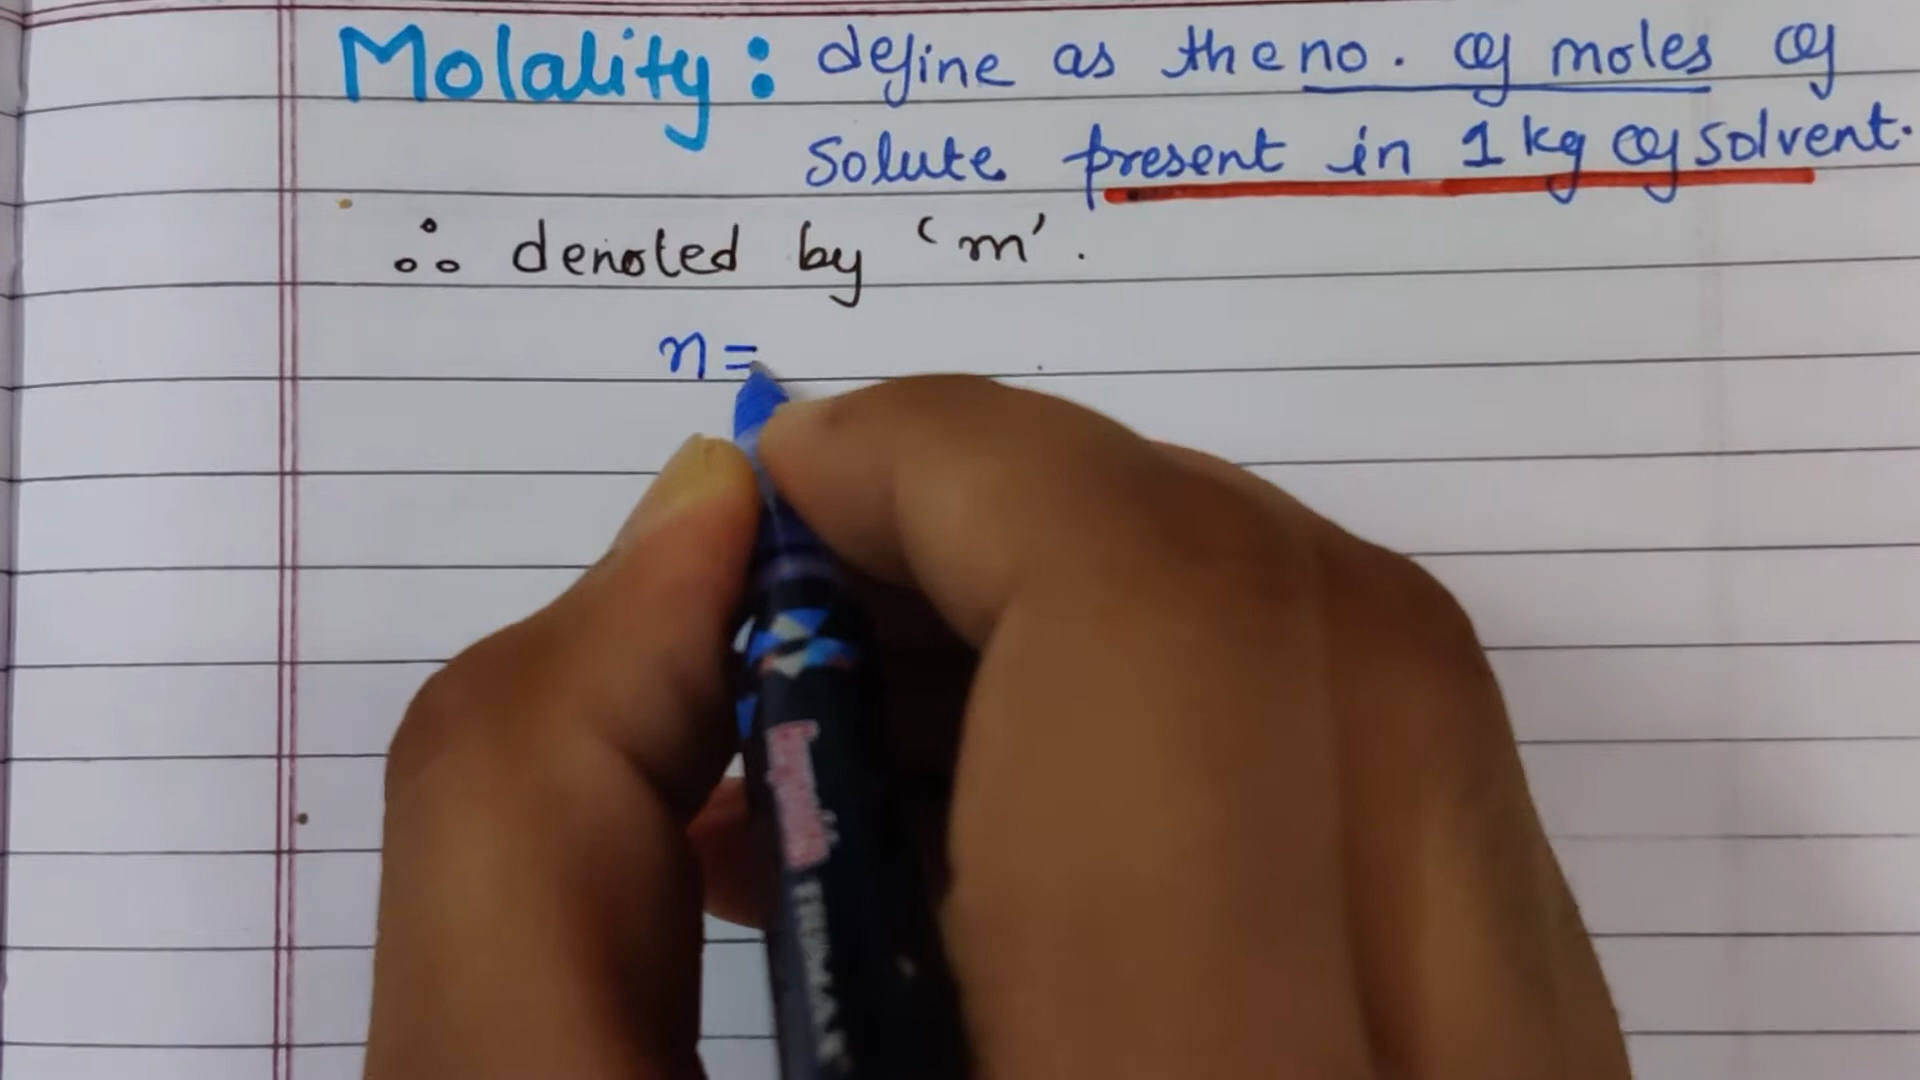 Molality: define as the no. of moles of
Solute present in 1 kg of solvent.
∴ denoted by 'm'.
n =